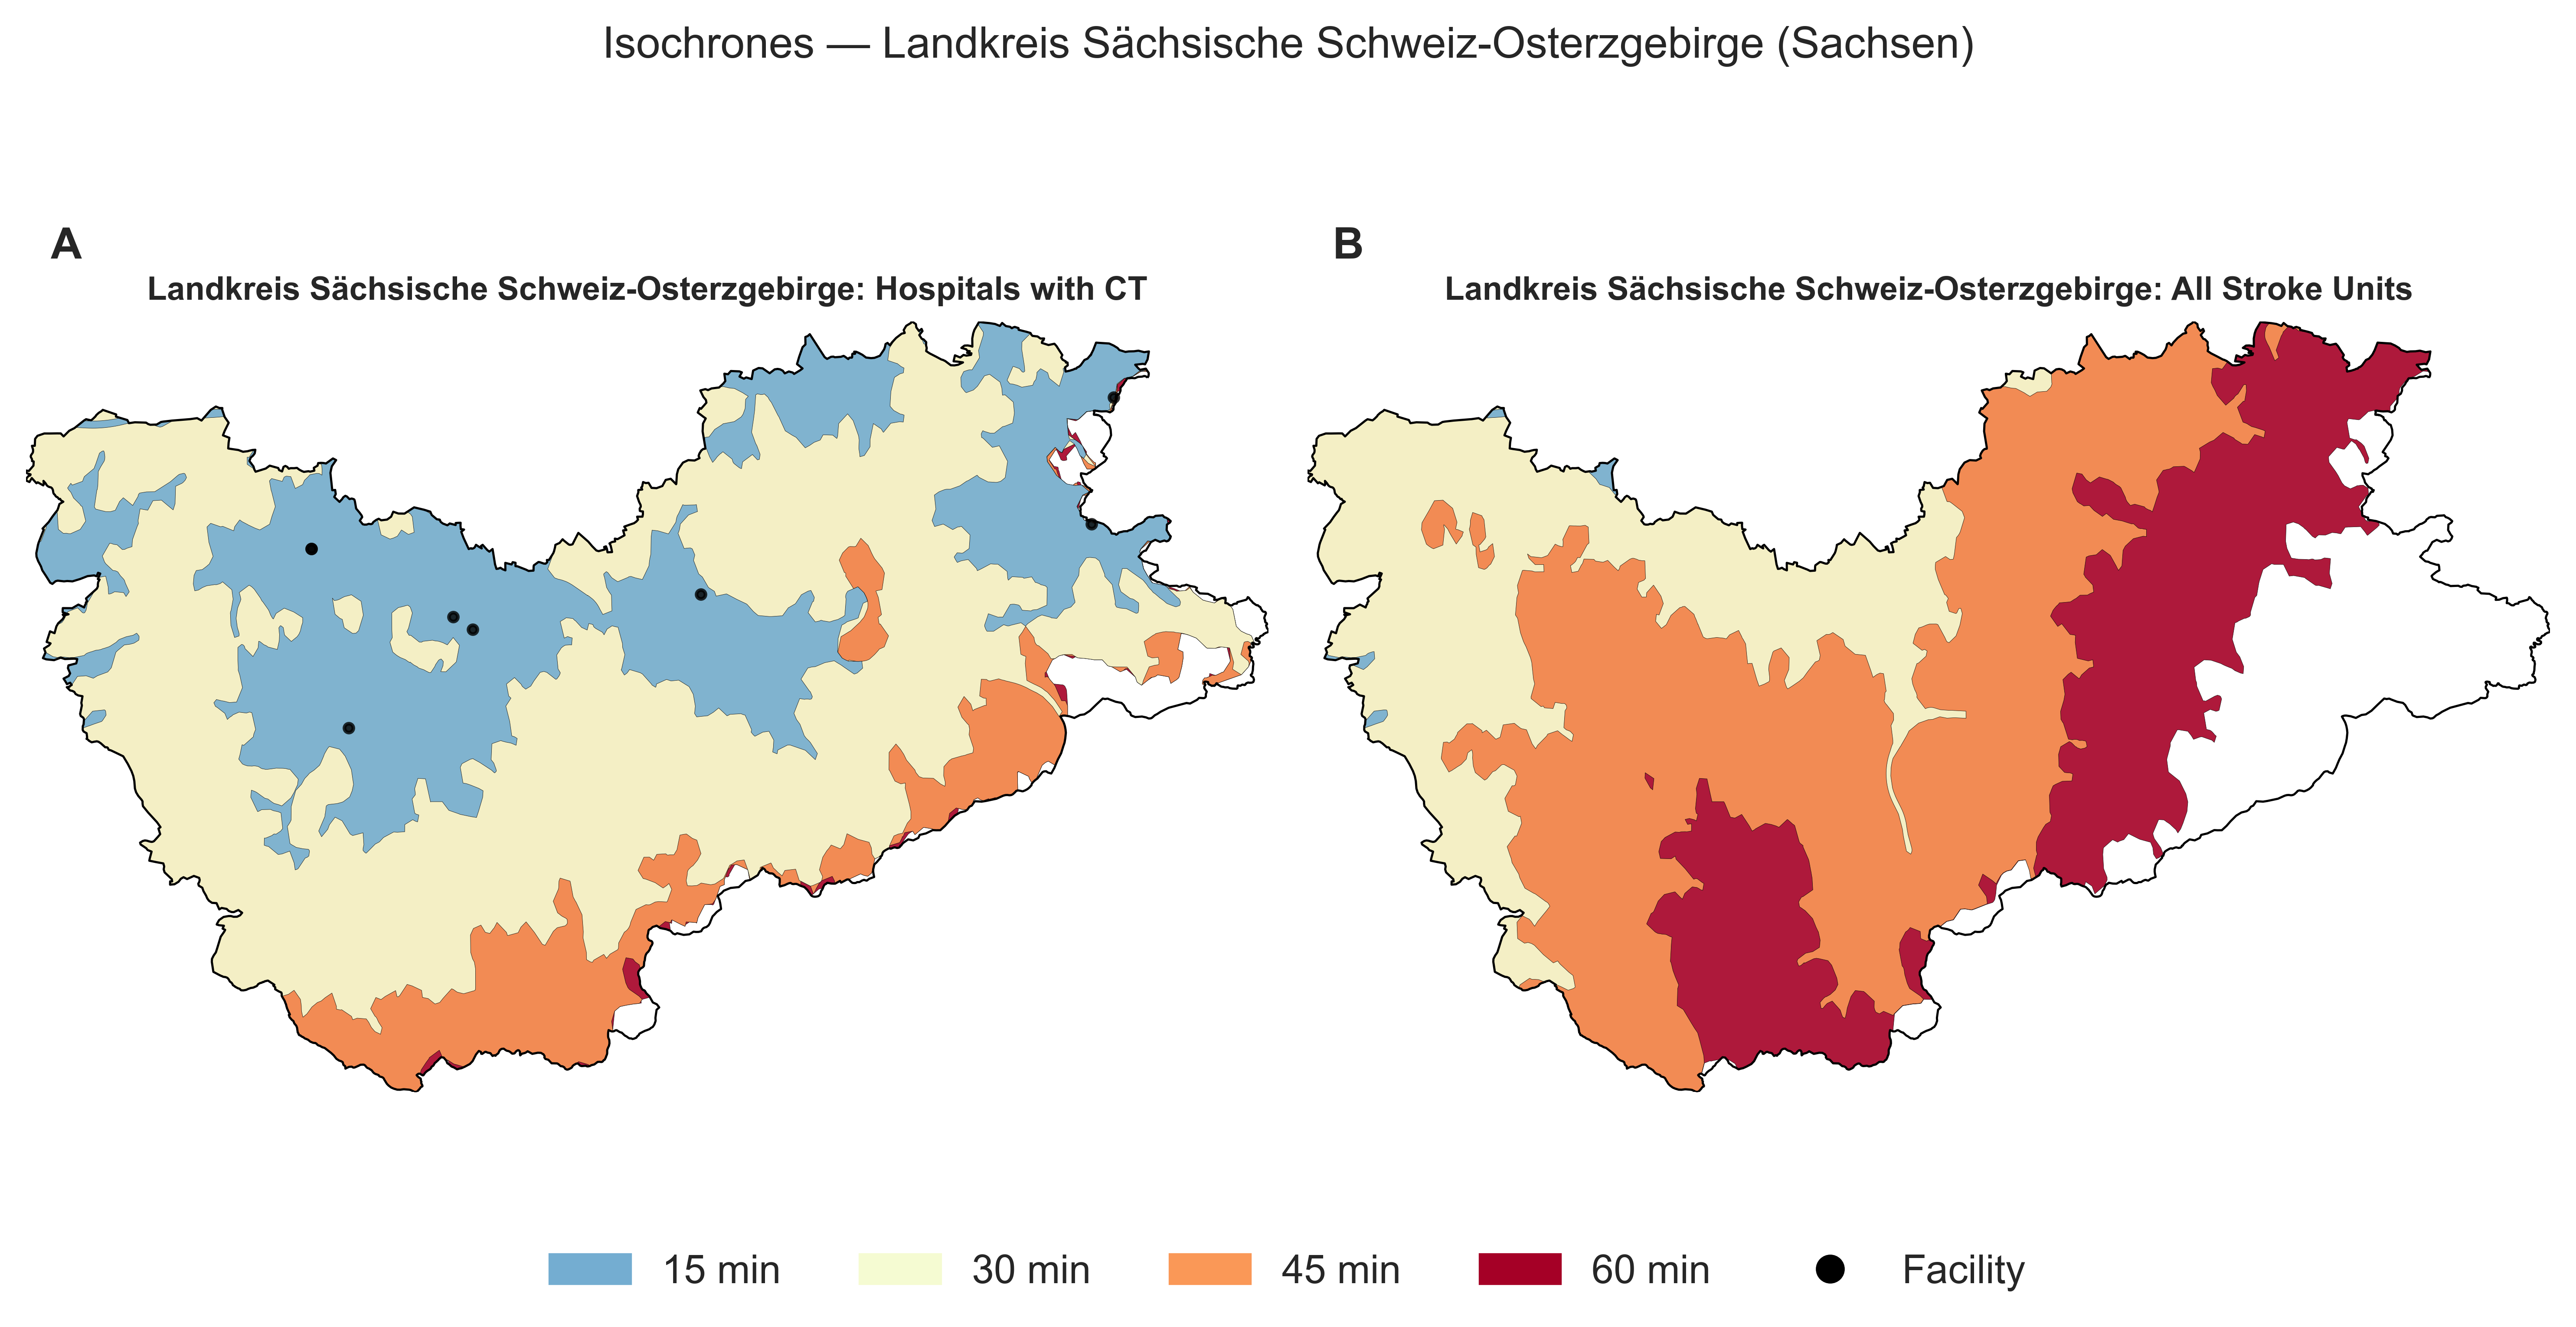 Isochrones — Landkreis Sächsische Schweiz-Osterzgebirge (Sachsen)
A
Landkreis Sächsische Schweiz-Osterzgebirge: Hospitals with CT
B
Landkreis Sächsische Schweiz-Osterzgebirge: All Stroke Units
15 min
30 min
45 min
60 min
Facility